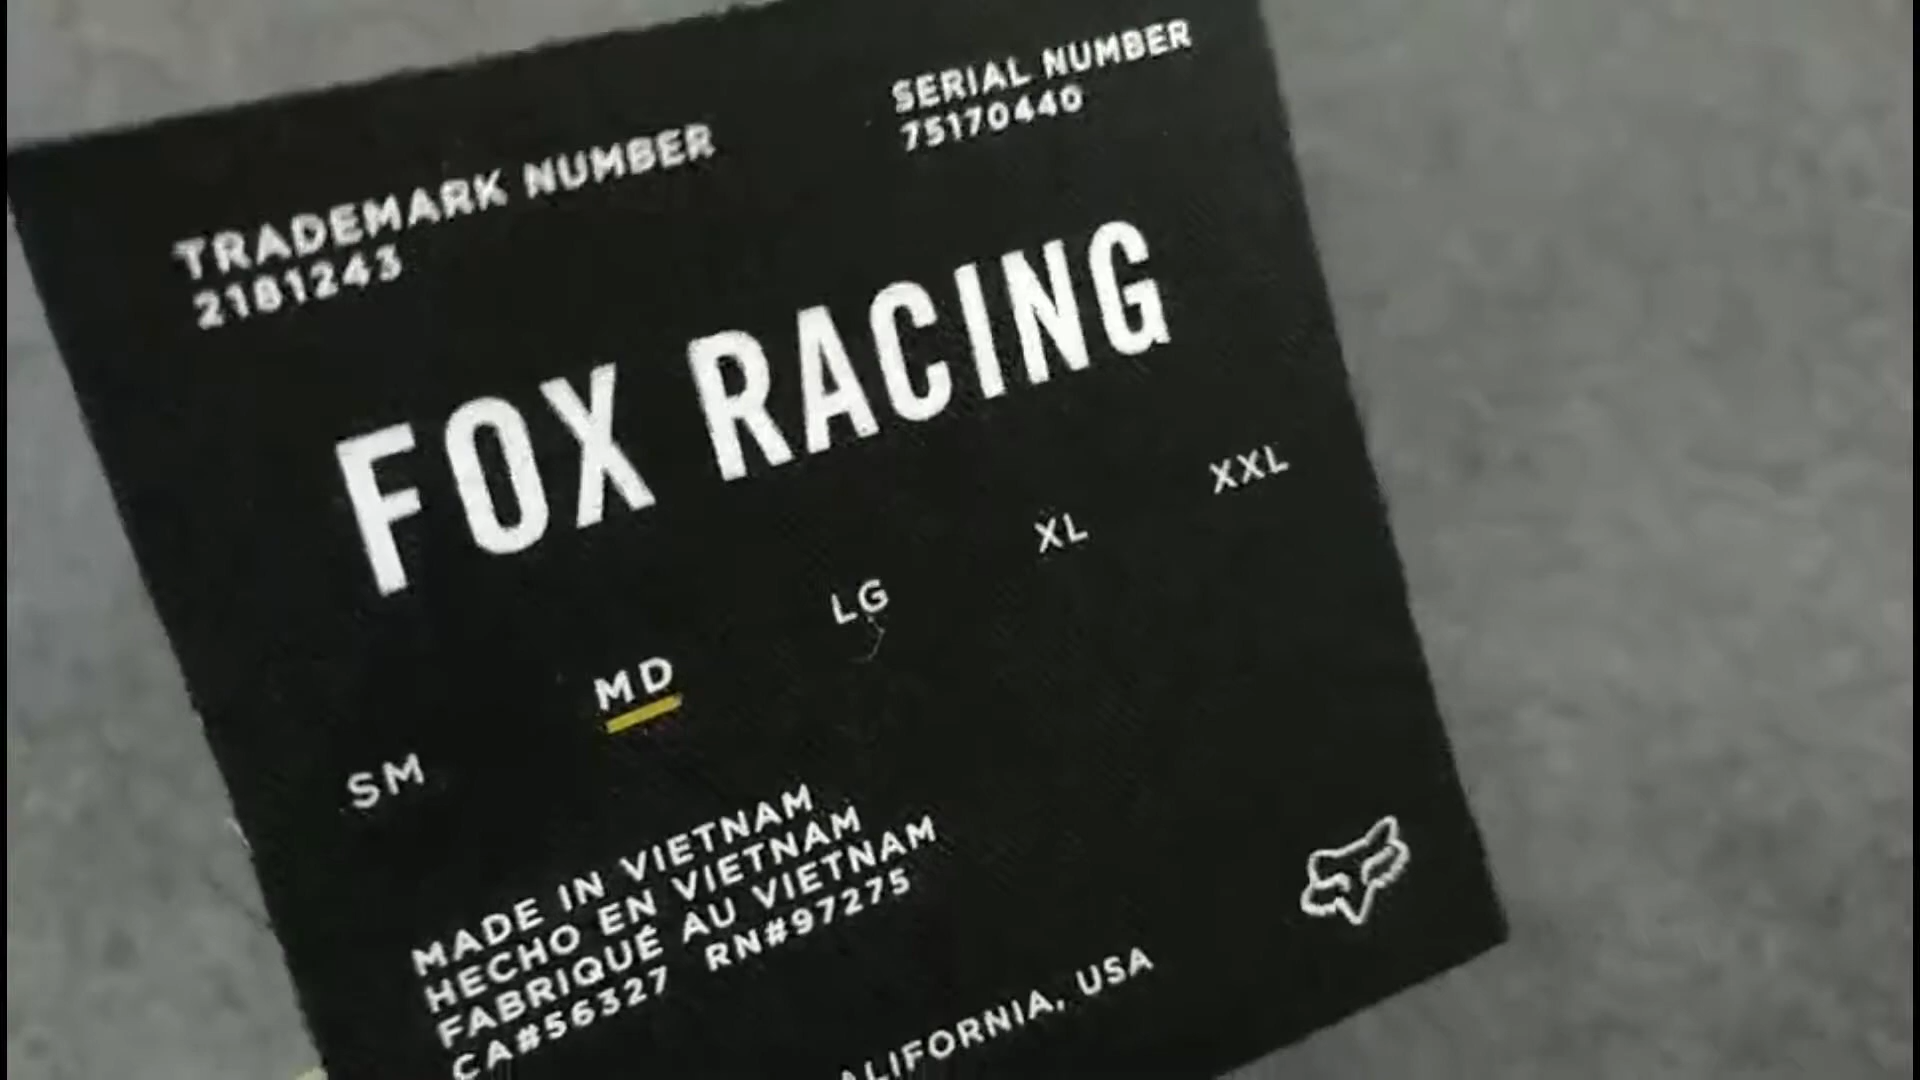 TRADEMARK NUMBER
2181243
SERIAL NUMBER
75170440
FOX RACING
SM MD LG XL XXL
MADE IN VIETNAM
HECHO EN VIETNAM
FABRIQUÉ AU VIETNAM
CA#56327 RN#97275
ALIFORNIA, USA